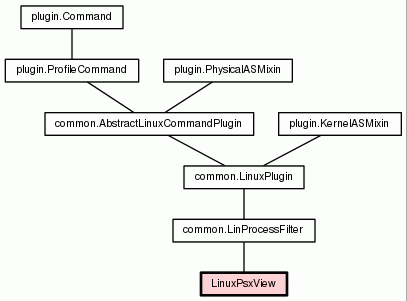 plugin.Command
plugin.ProfileCommand
plugin.PhysicalASMixin
common.AbstractLinuxCommandPlugin
plugin.KernelASMixin
common.LinuxPlugin
common.LinProcessFilter
LinuxPsxView